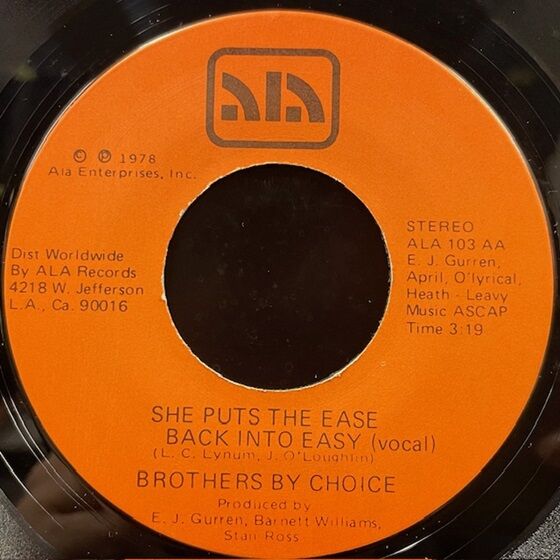 ALA
© ℗ 1978
Ala Enterprises, Inc.
Dist Worldwide
By ALA Records
4218 W. Jefferson
L.A., Ca. 90016
STEREO
ALA 103 AA
E. J. Gurren,
April, O'lyrical,
Heath - Leavy
Music ASCAP
Time 3:19
SHE PUTS THE EASE
BACK INTO EASY (vocal)
(L. C. Lynum, J. O'Loughlin)
BROTHERS BY CHOICE
Produced by
E. J. Gurren, Barnett Williams,
Stan Ross